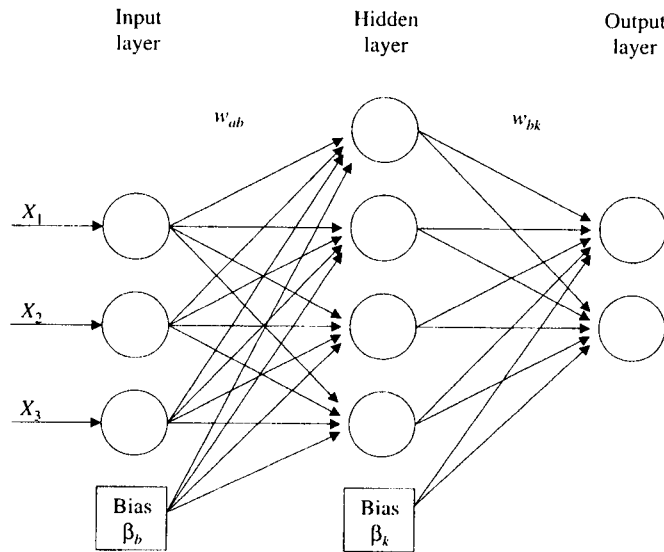 Input
layer
Hidden
layer
Output
layer
w_ab
w_bk
X_1
X_2
X_3
Bias
β_b
Bias
β_k